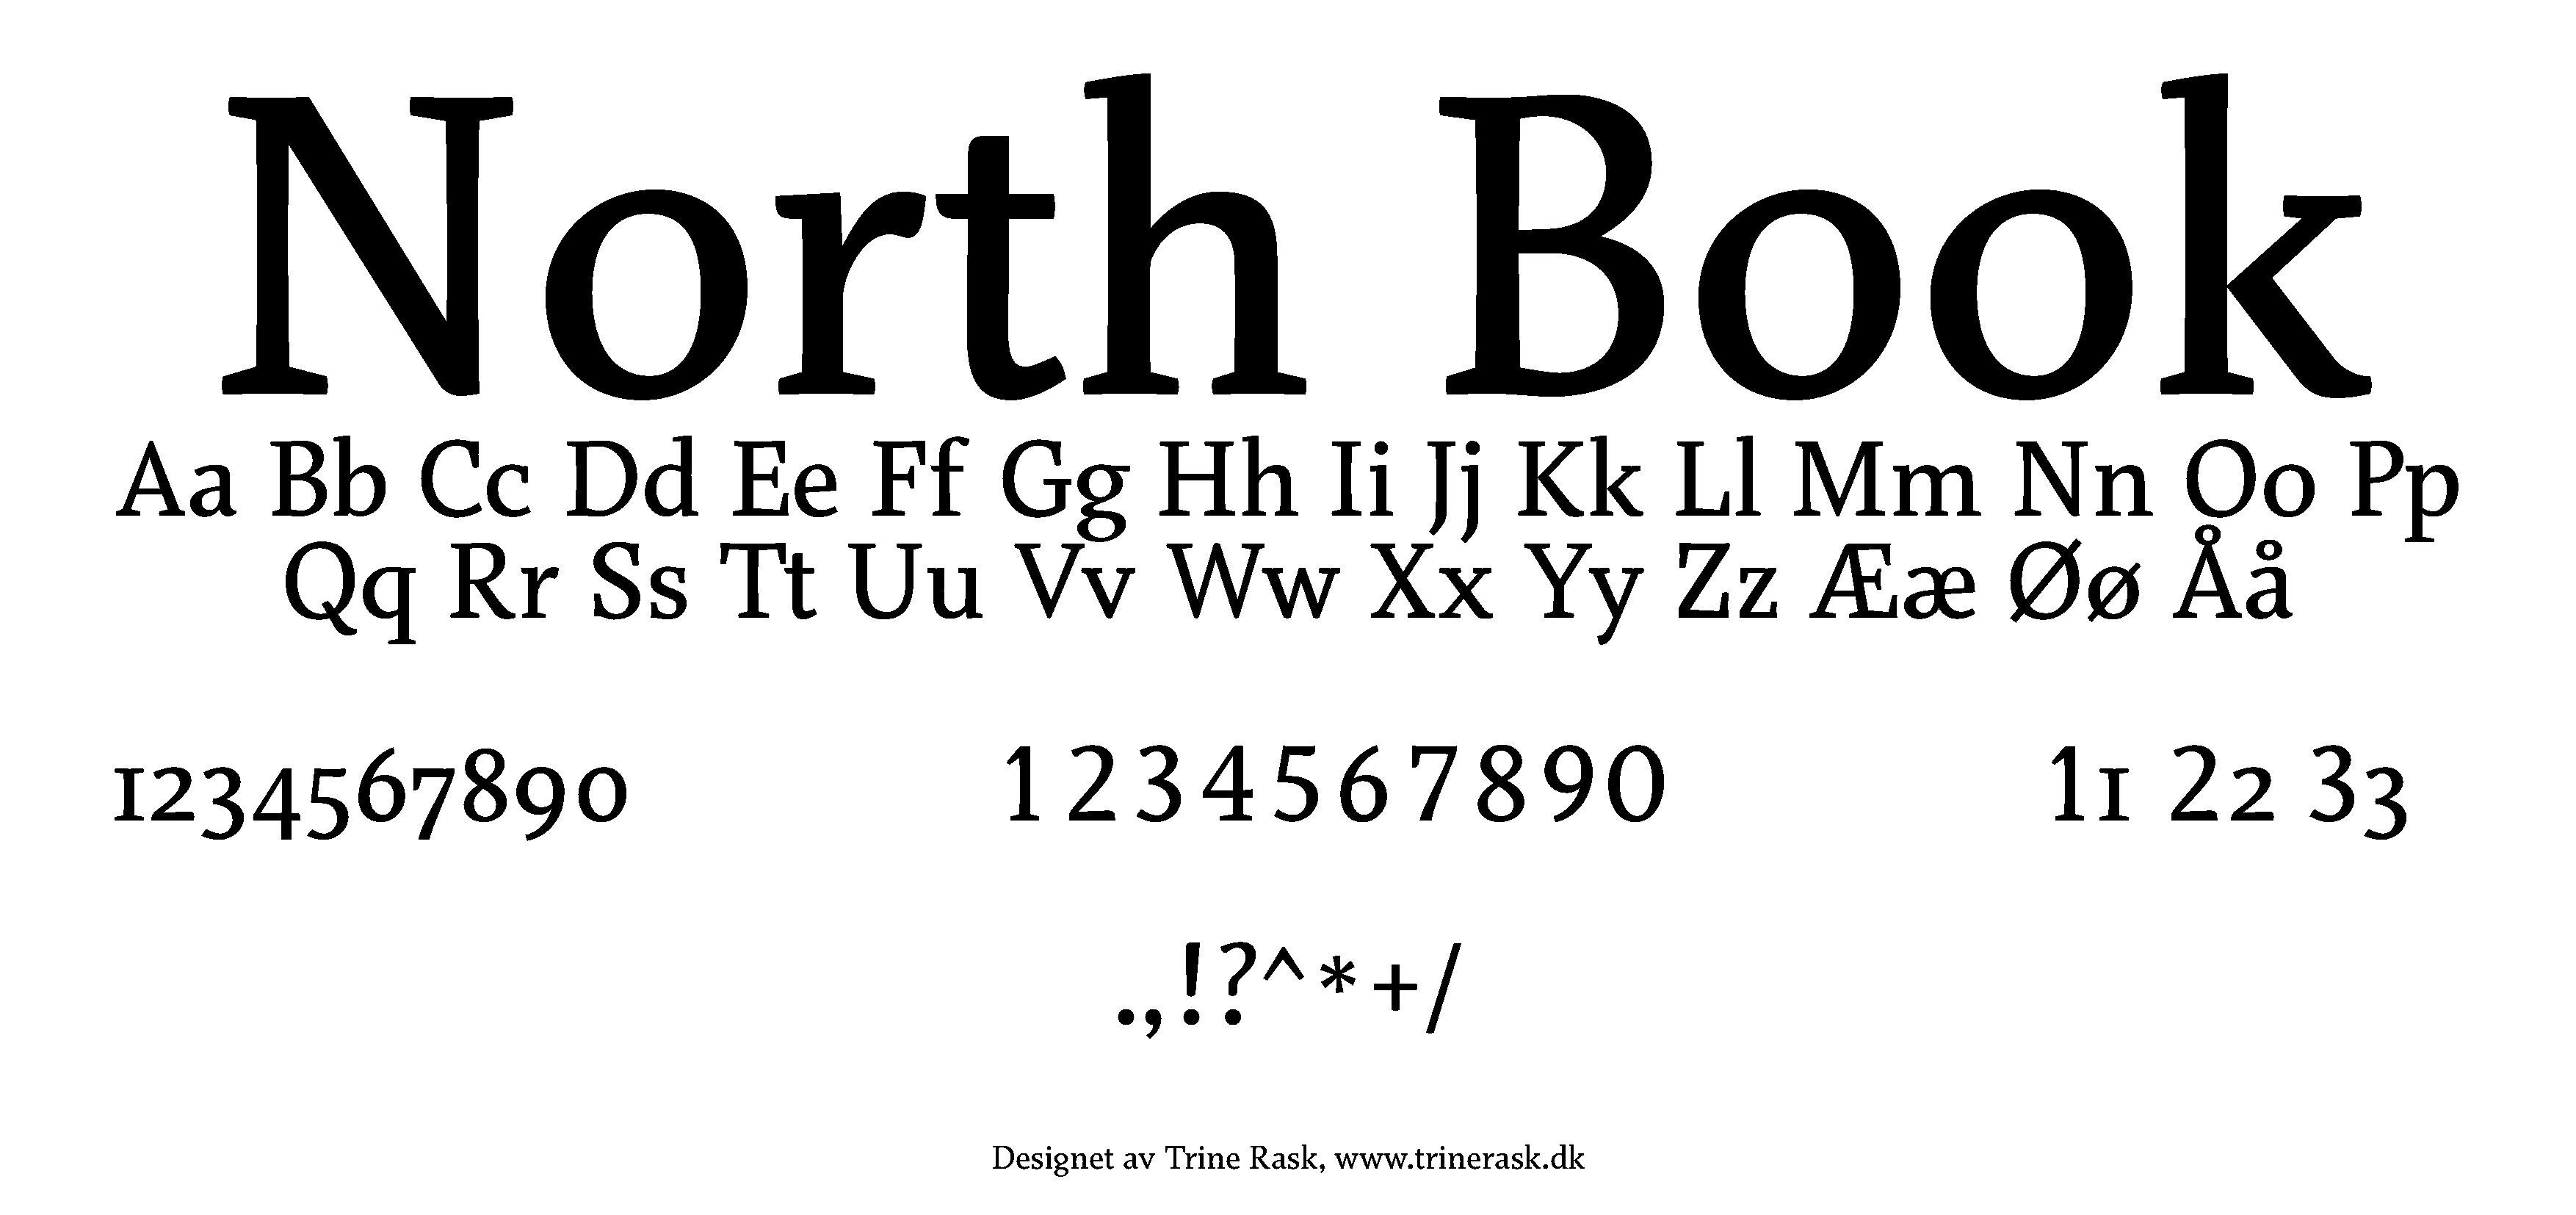 North Book
Aa Bb Cc Dd Ee Ff Gg Hh Ii Jj Kk Ll Mm Nn Oo Pp
Qq Rr Ss Tt Uu Vv Ww Xx Yy Zz Ææ Øø Åå
1234567890 1234567890 11 22 33
.,!?^*+/
Designet av Trine Rask, www.trinerask.dk